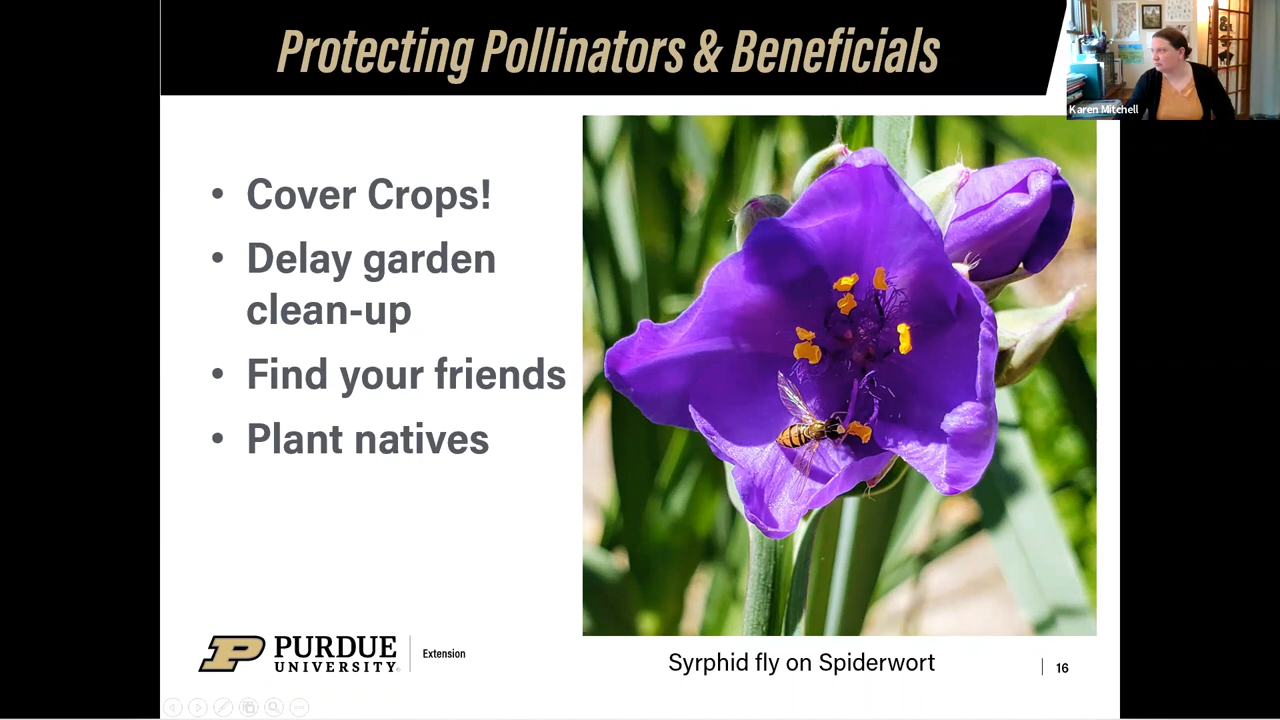 Protecting Pollinators & Beneficials
Karen Mitchell
• Cover Crops!
• Delay garden
clean-up
• Find your friends
• Plant natives
PURDUE
UNIVERSITY®
Extension
Syrphid fly on Spiderwort
16